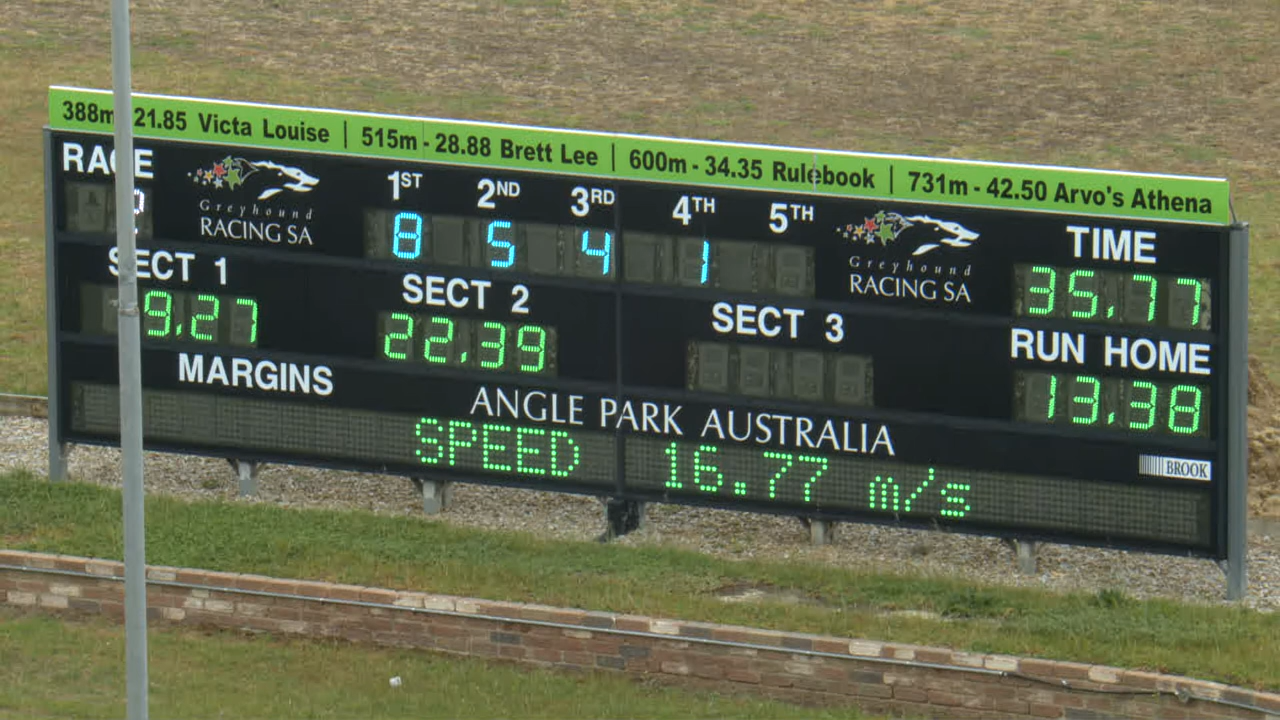 388m - 21.85 Victa Louise | 515m - 28.88 Brett Lee | 600m - 34.35 Rulebook | 731m - 42.50 Arvo's Athena
RACE
Greyhound
RACING SA
1ST 2ND 3RD 4TH 5TH
8 5 4 1
Greyhound
RACING SA
TIME
35.77
SECT 1
9.27
SECT 2
22.39
SECT 3
RUN HOME
13.38
MARGINS
ANGLE PARK AUSTRALIA
SPEED 16.77 m/s
BROOK